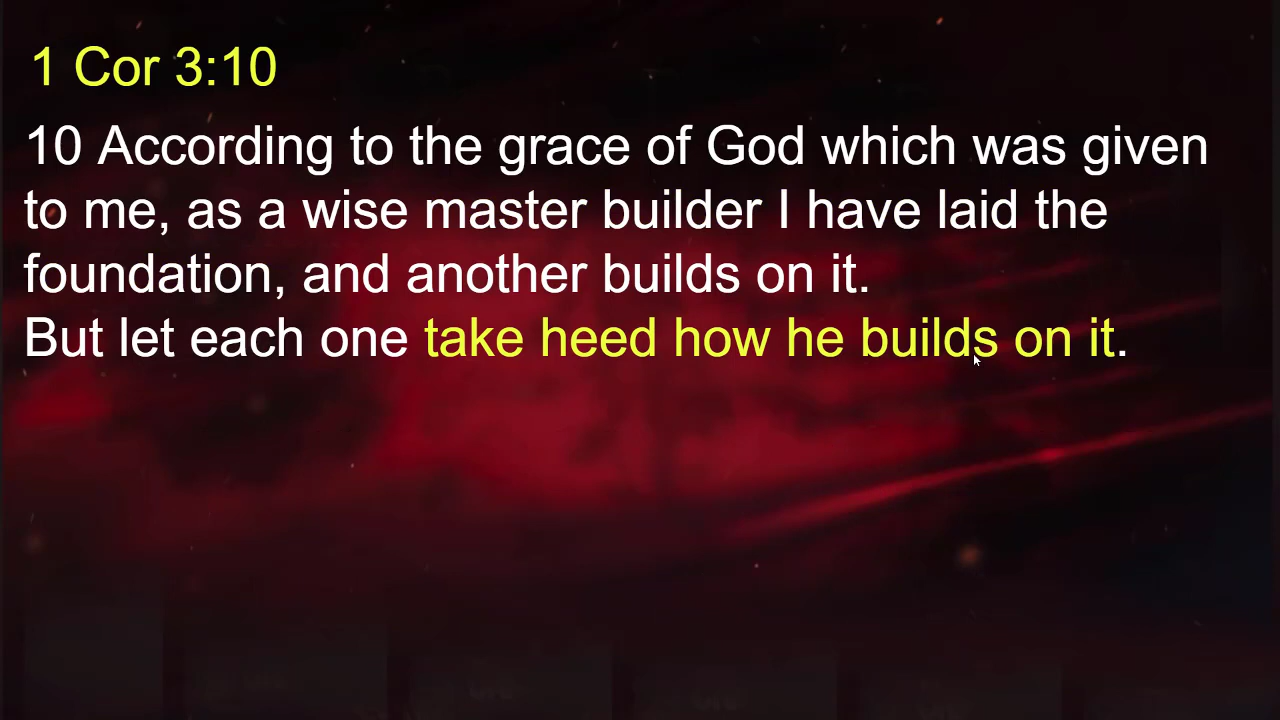 1 Cor 3:10
10 According to the grace of God which was given
to me, as a wise master builder I have laid the
foundation, and another builds on it.
But let each one take heed how he builds on it.